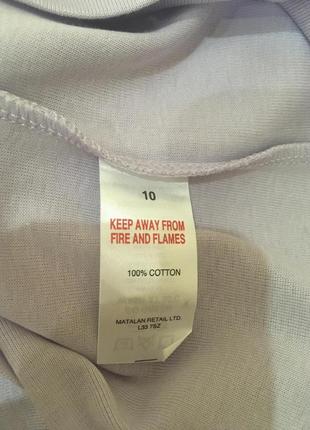 10
KEEP AWAY FROM
FIRE AND FLAMES
100% COTTON
MATALAN RETAIL LTD.
L33 7SZ